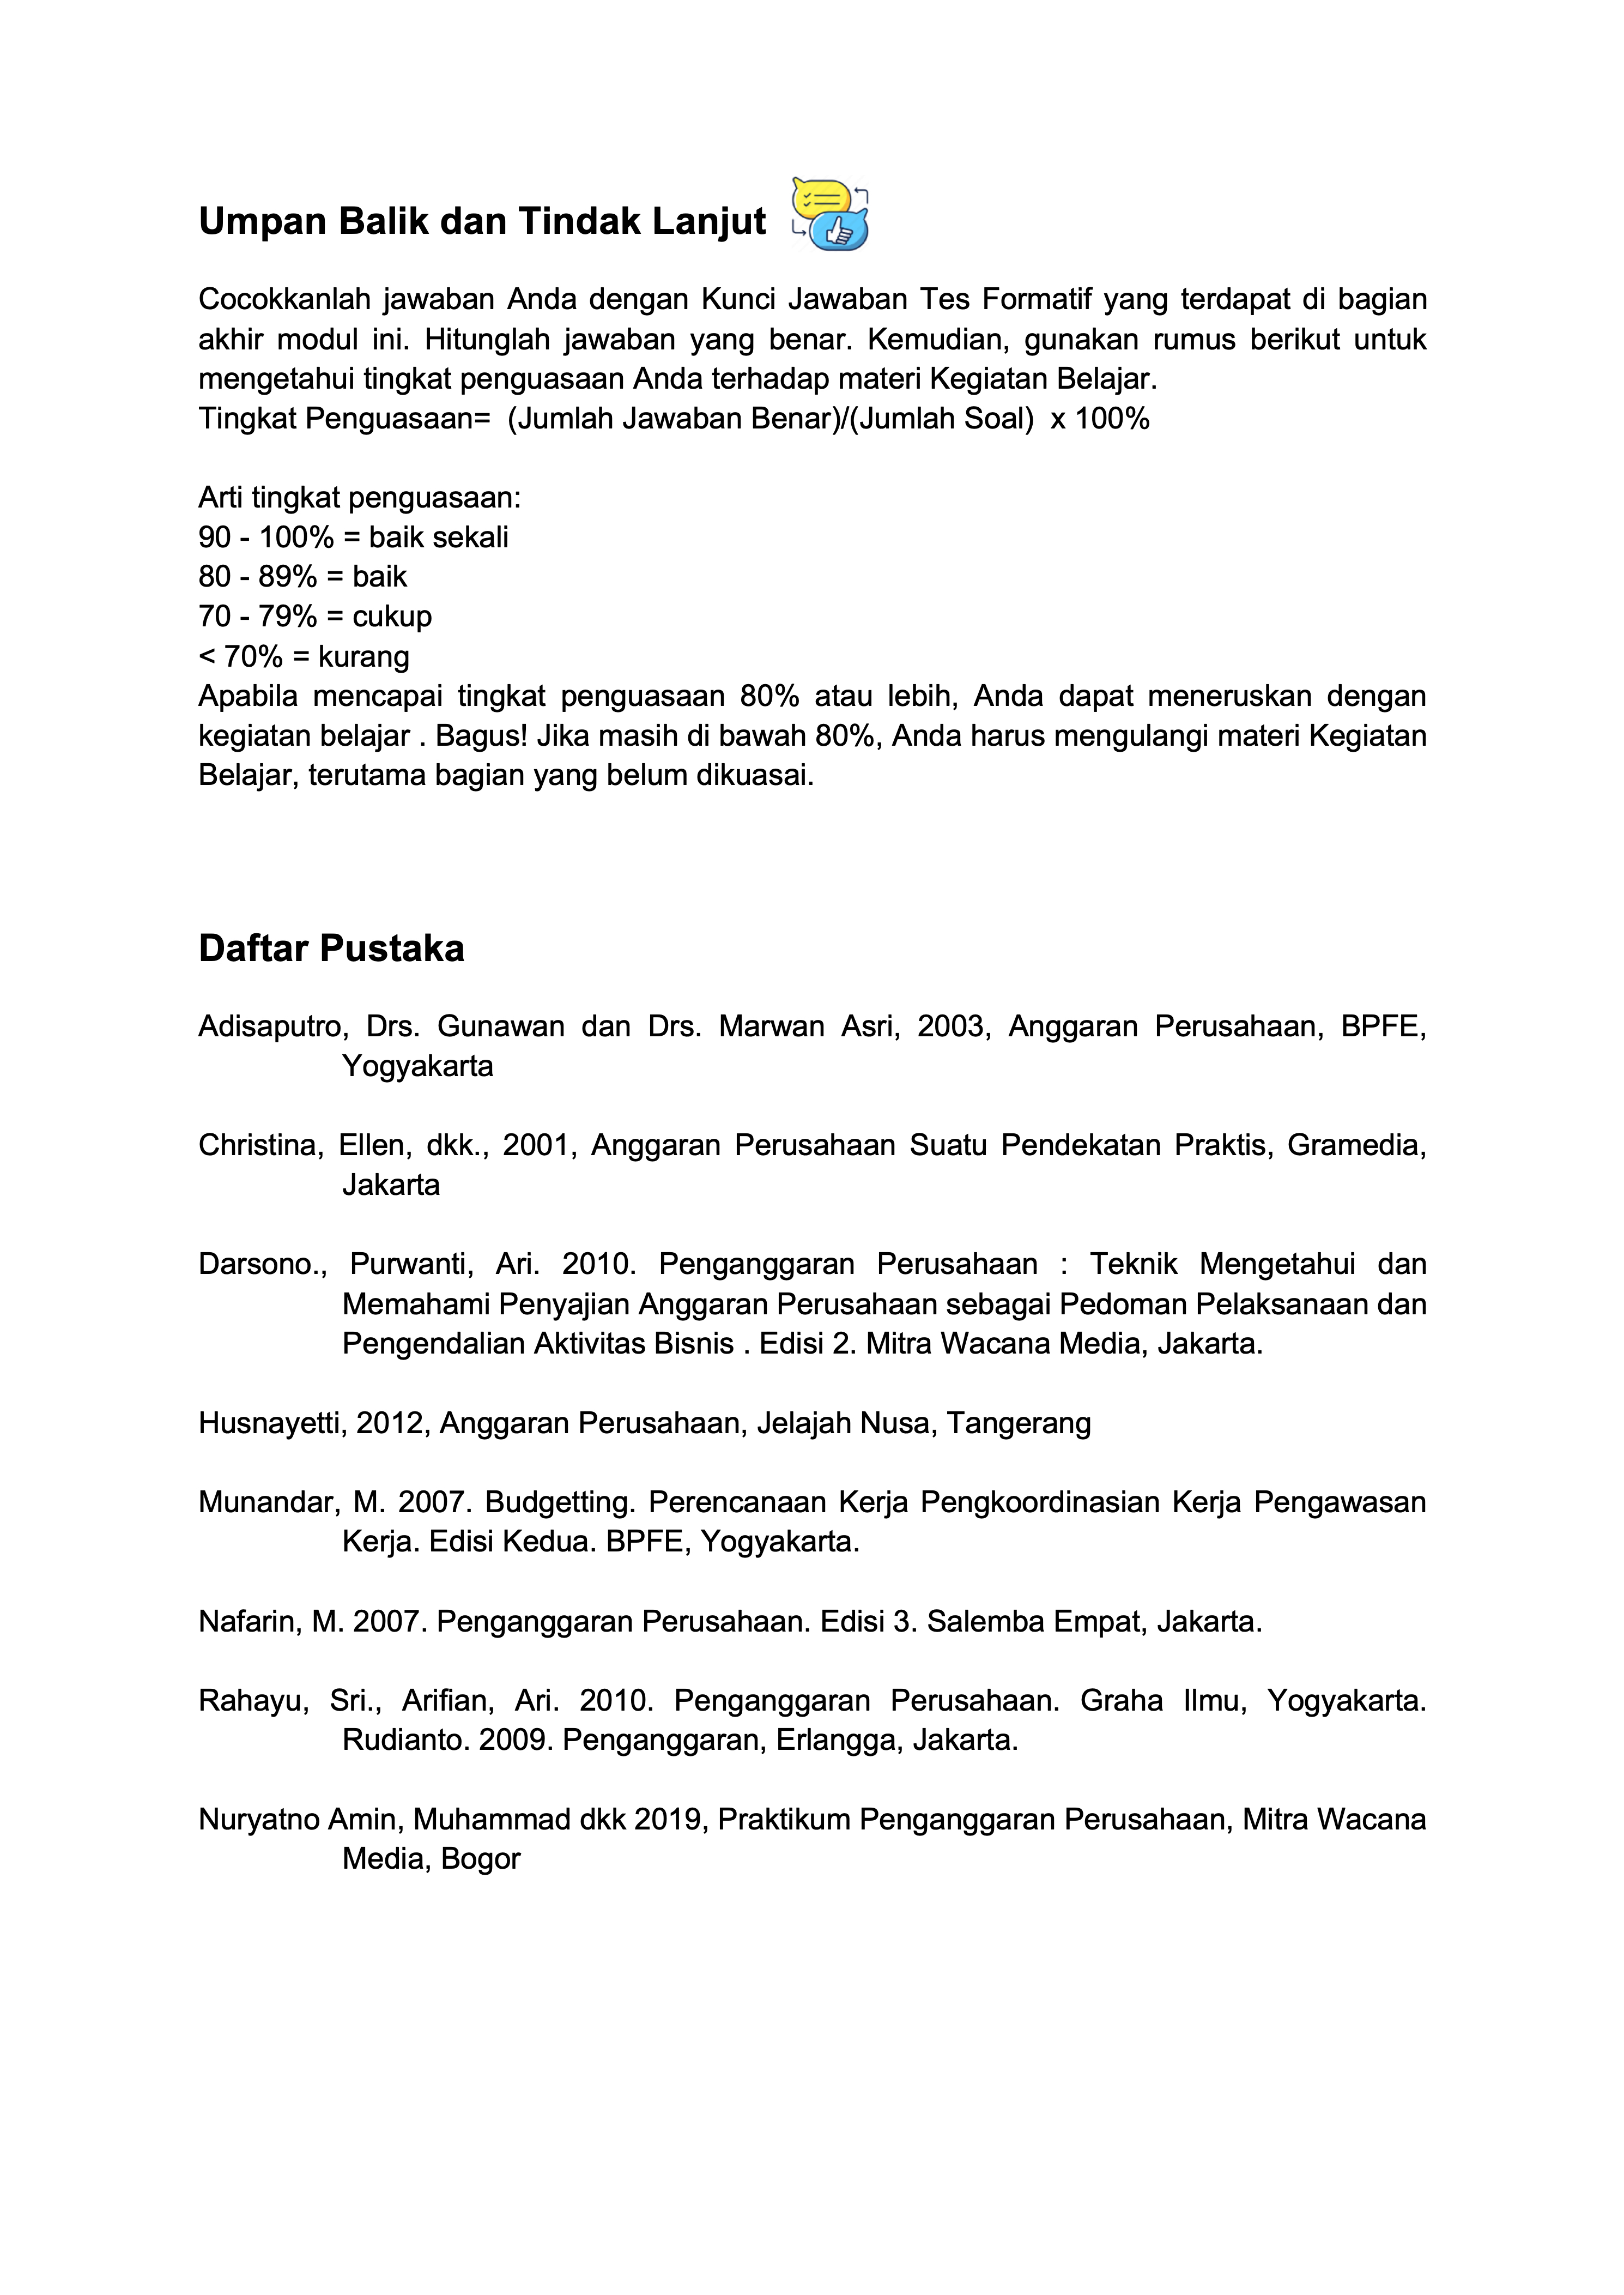 Umpan Balik dan Tindak Lanjut
Cocokkanlah jawaban Anda dengan Kunci Jawaban Tes Formatif yang terdapat di bagian
akhir modul ini. Hitunglah jawaban yang benar. Kemudian, gunakan rumus berikut untuk
mengetahui tingkat penguasaan Anda terhadap materi Kegiatan Belajar.
Tingkat Penguasaan=  (Jumlah Jawaban Benar)/(Jumlah Soal)  x 100%
Arti tingkat penguasaan:
90 - 100% = baik sekali
80 - 89% = baik
70 - 79% = cukup
< 70% = kurang
Apabila mencapai tingkat penguasaan 80% atau lebih, Anda dapat meneruskan dengan
kegiatan belajar . Bagus! Jika masih di bawah 80%, Anda harus mengulangi materi Kegiatan
Belajar, terutama bagian yang belum dikuasai.
Daftar Pustaka
Adisaputro, Drs. Gunawan dan Drs. Marwan Asri, 2003, Anggaran Perusahaan, BPFE,
Yogyakarta
Christina, Ellen, dkk., 2001, Anggaran Perusahaan Suatu Pendekatan Praktis, Gramedia,
Jakarta
Darsono., Purwanti, Ari. 2010. Penganggaran Perusahaan : Teknik Mengetahui dan
Memahami Penyajian Anggaran Perusahaan sebagai Pedoman Pelaksanaan dan
Pengendalian Aktivitas Bisnis . Edisi 2. Mitra Wacana Media, Jakarta.
Husnayetti, 2012, Anggaran Perusahaan, Jelajah Nusa, Tangerang
Munandar, M. 2007. Budgetting. Perencanaan Kerja Pengkoordinasian Kerja Pengawasan
Kerja. Edisi Kedua. BPFE, Yogyakarta.
Nafarin, M. 2007. Penganggaran Perusahaan. Edisi 3. Salemba Empat, Jakarta.
Rahayu, Sri., Arifian, Ari. 2010. Penganggaran Perusahaan. Graha Ilmu, Yogyakarta.
Rudianto. 2009. Penganggaran, Erlangga, Jakarta.
Nuryatno Amin, Muhammad dkk 2019, Praktikum Penganggaran Perusahaan, Mitra Wacana
Media, Bogor